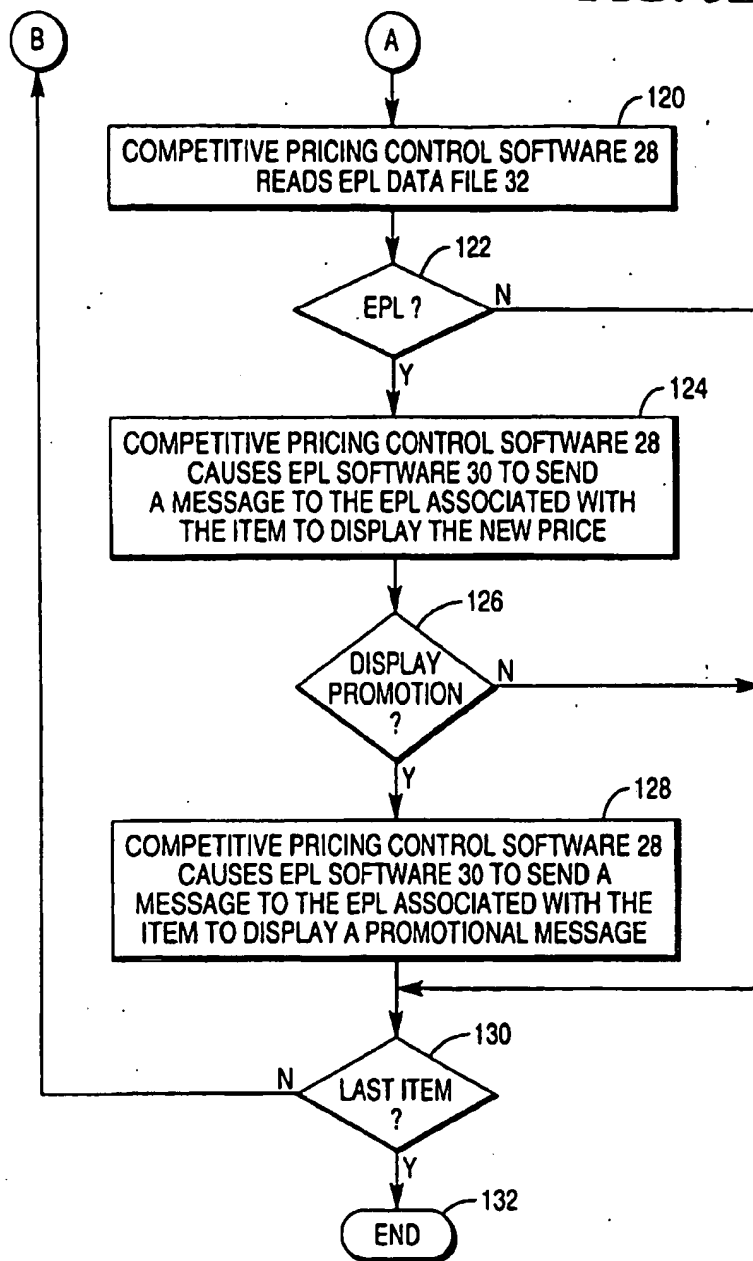 B
A
120
COMPETITIVE PRICING CONTROL SOFTWARE 28
READS EPL DATA FILE 32
122
EPL ?
N
Y
124
COMPETITIVE PRICING CONTROL SOFTWARE 28
CAUSES EPL SOFTWARE 30 TO SEND
A MESSAGE TO THE EPL ASSOCIATED WITH
THE ITEM TO DISPLAY THE NEW PRICE
126
DISPLAY
PROMOTION
?
N
Y
128
COMPETITIVE PRICING CONTROL SOFTWARE 28
CAUSES EPL SOFTWARE 30 TO SEND A
MESSAGE TO THE EPL ASSOCIATED WITH THE
ITEM TO DISPLAY A PROMOTIONAL MESSAGE
130
N
LAST ITEM
?
Y
132
END